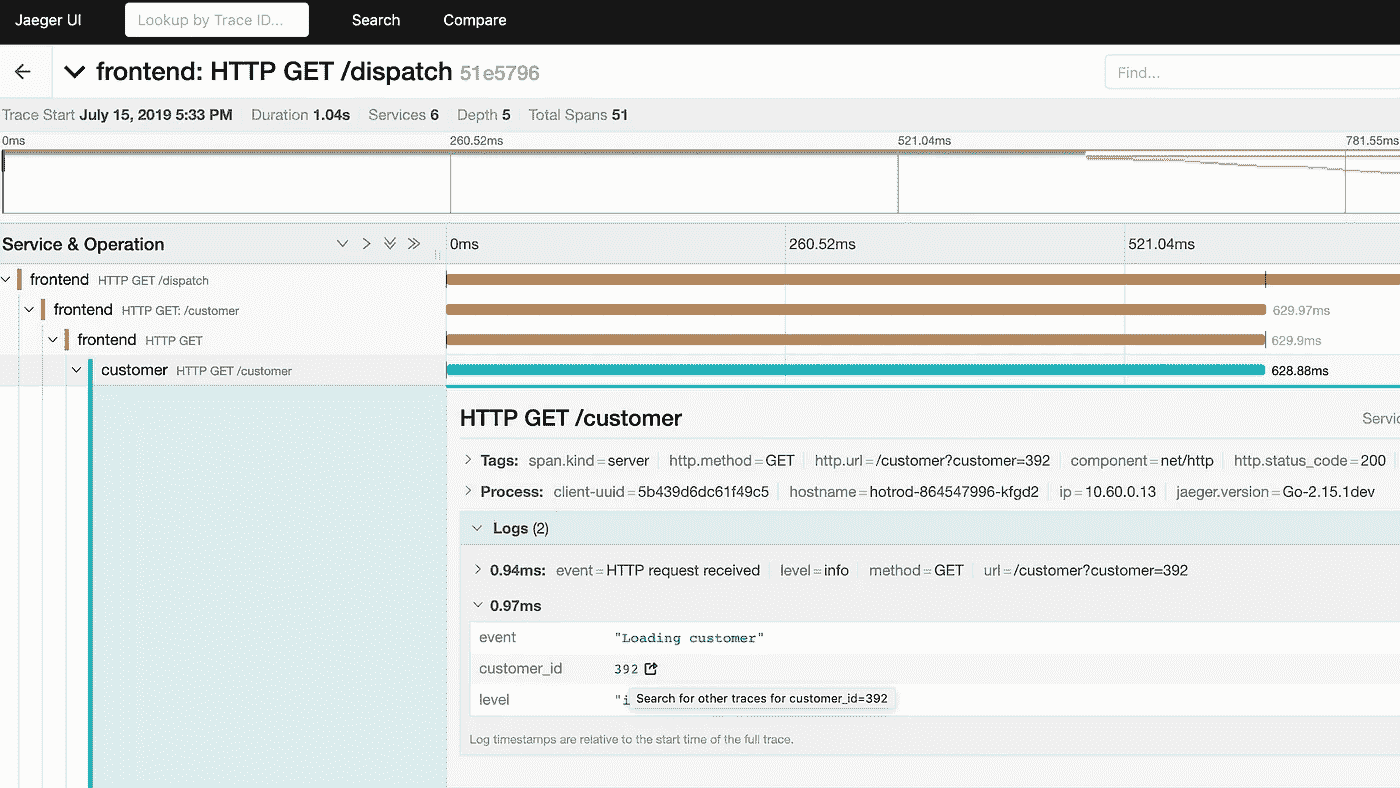 Jaeger UI Lookup by Trace ID... Search Compare
frontend: HTTP GET /dispatch 51e5796 Find...
Trace Start July 15, 2019 5:33 PM Duration 1.04s Services 6 Depth 5 Total Spans 51
0ms 260.52ms 521.04ms 781.55ms
Service & Operation 0ms 260.52ms 521.04ms
frontend HTTP GET /dispatch
frontend HTTP GET: /customer 629.97ms
frontend HTTP GET 629.9ms
customer HTTP GET /customer 628.88ms
HTTP GET /customer
Tags: span.kind = server http.method = GET http.url = /customer?customer=392 component = net/http http.status_code = 200
Process: client-uuid = 5b439d6dc61f49c5 hostname = hotrod-864547996-kfgd2 ip = 10.60.0.13 jaeger.version = Go-2.15.1dev
Logs (2)
0.94ms: event = HTTP request received level = info method = GET url = /customer?customer=392
0.97ms
event "Loading customer"
customer_id 392
level "i Search for other traces for customer_id=392
Log timestamps are relative to the start time of the full trace.